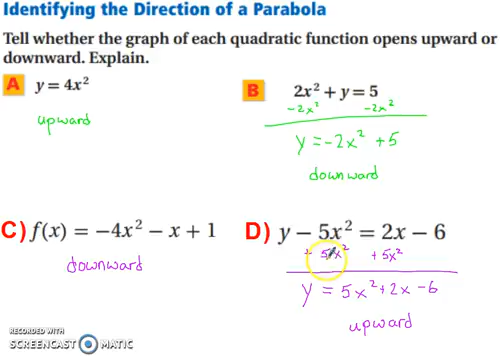 Identifying the Direction of a Parabola
Tell whether the graph of each quadratic function opens upward or
downward. Explain.
A y = 4x²
upward
B 2x² + y = 5
-2x² -2x²
y = -2x² + 5
downward
C) f(x) = −4x² − x + 1
downward
D) y − 5x² = 2x − 6
+ 5x² +5x²
y = 5x² + 2x - 6
upward
RECORDED WITH
SCREENCAST MATIC